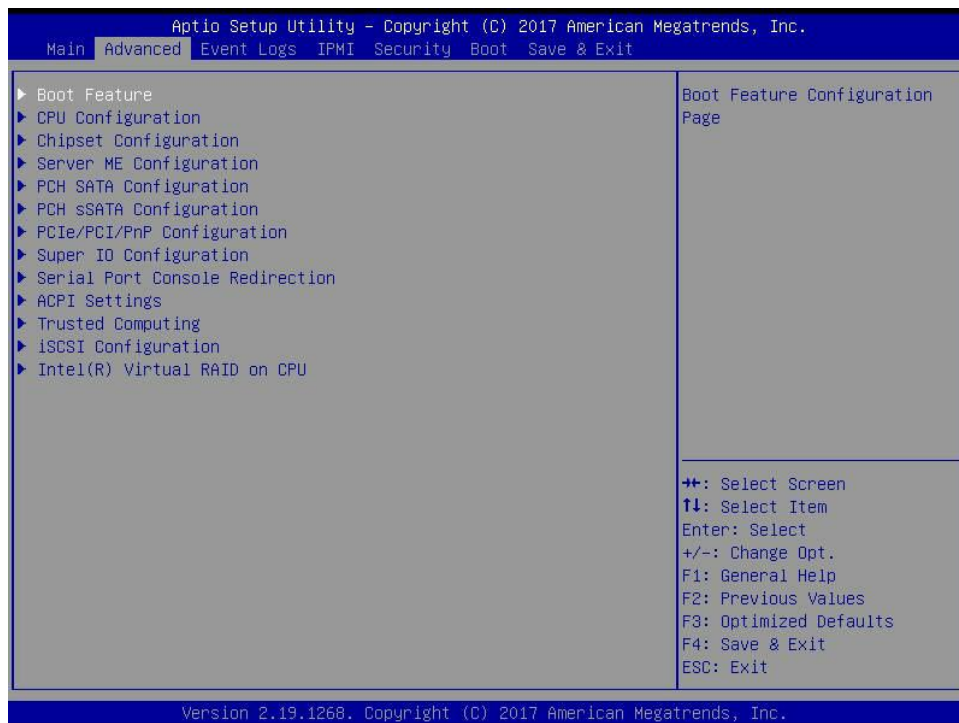 Aptio Setup Utility – Copyright (C) 2017 American Megatrends, Inc.
Main Advanced Event Logs IPMI Security Boot Save & Exit
▶ Boot Feature
▶ CPU Configuration
▶ Chipset Configuration
▶ Server ME Configuration
▶ PCH SATA Configuration
▶ PCH sSATA Configuration
▶ PCIe/PCI/PnP Configuration
▶ Super IO Configuration
▶ Serial Port Console Redirection
▶ ACPI Settings
▶ Trusted Computing
▶ iSCSI Configuration
▶ Intel(R) Virtual RAID on CPU
Boot Feature Configuration
Page
→←: Select Screen
↑↓: Select Item
Enter: Select
+/-: Change Opt.
F1: General Help
F2: Previous Values
F3: Optimized Defaults
F4: Save & Exit
ESC: Exit
Version 2.19.1268. Copyright (C) 2017 American Megatrends, Inc.